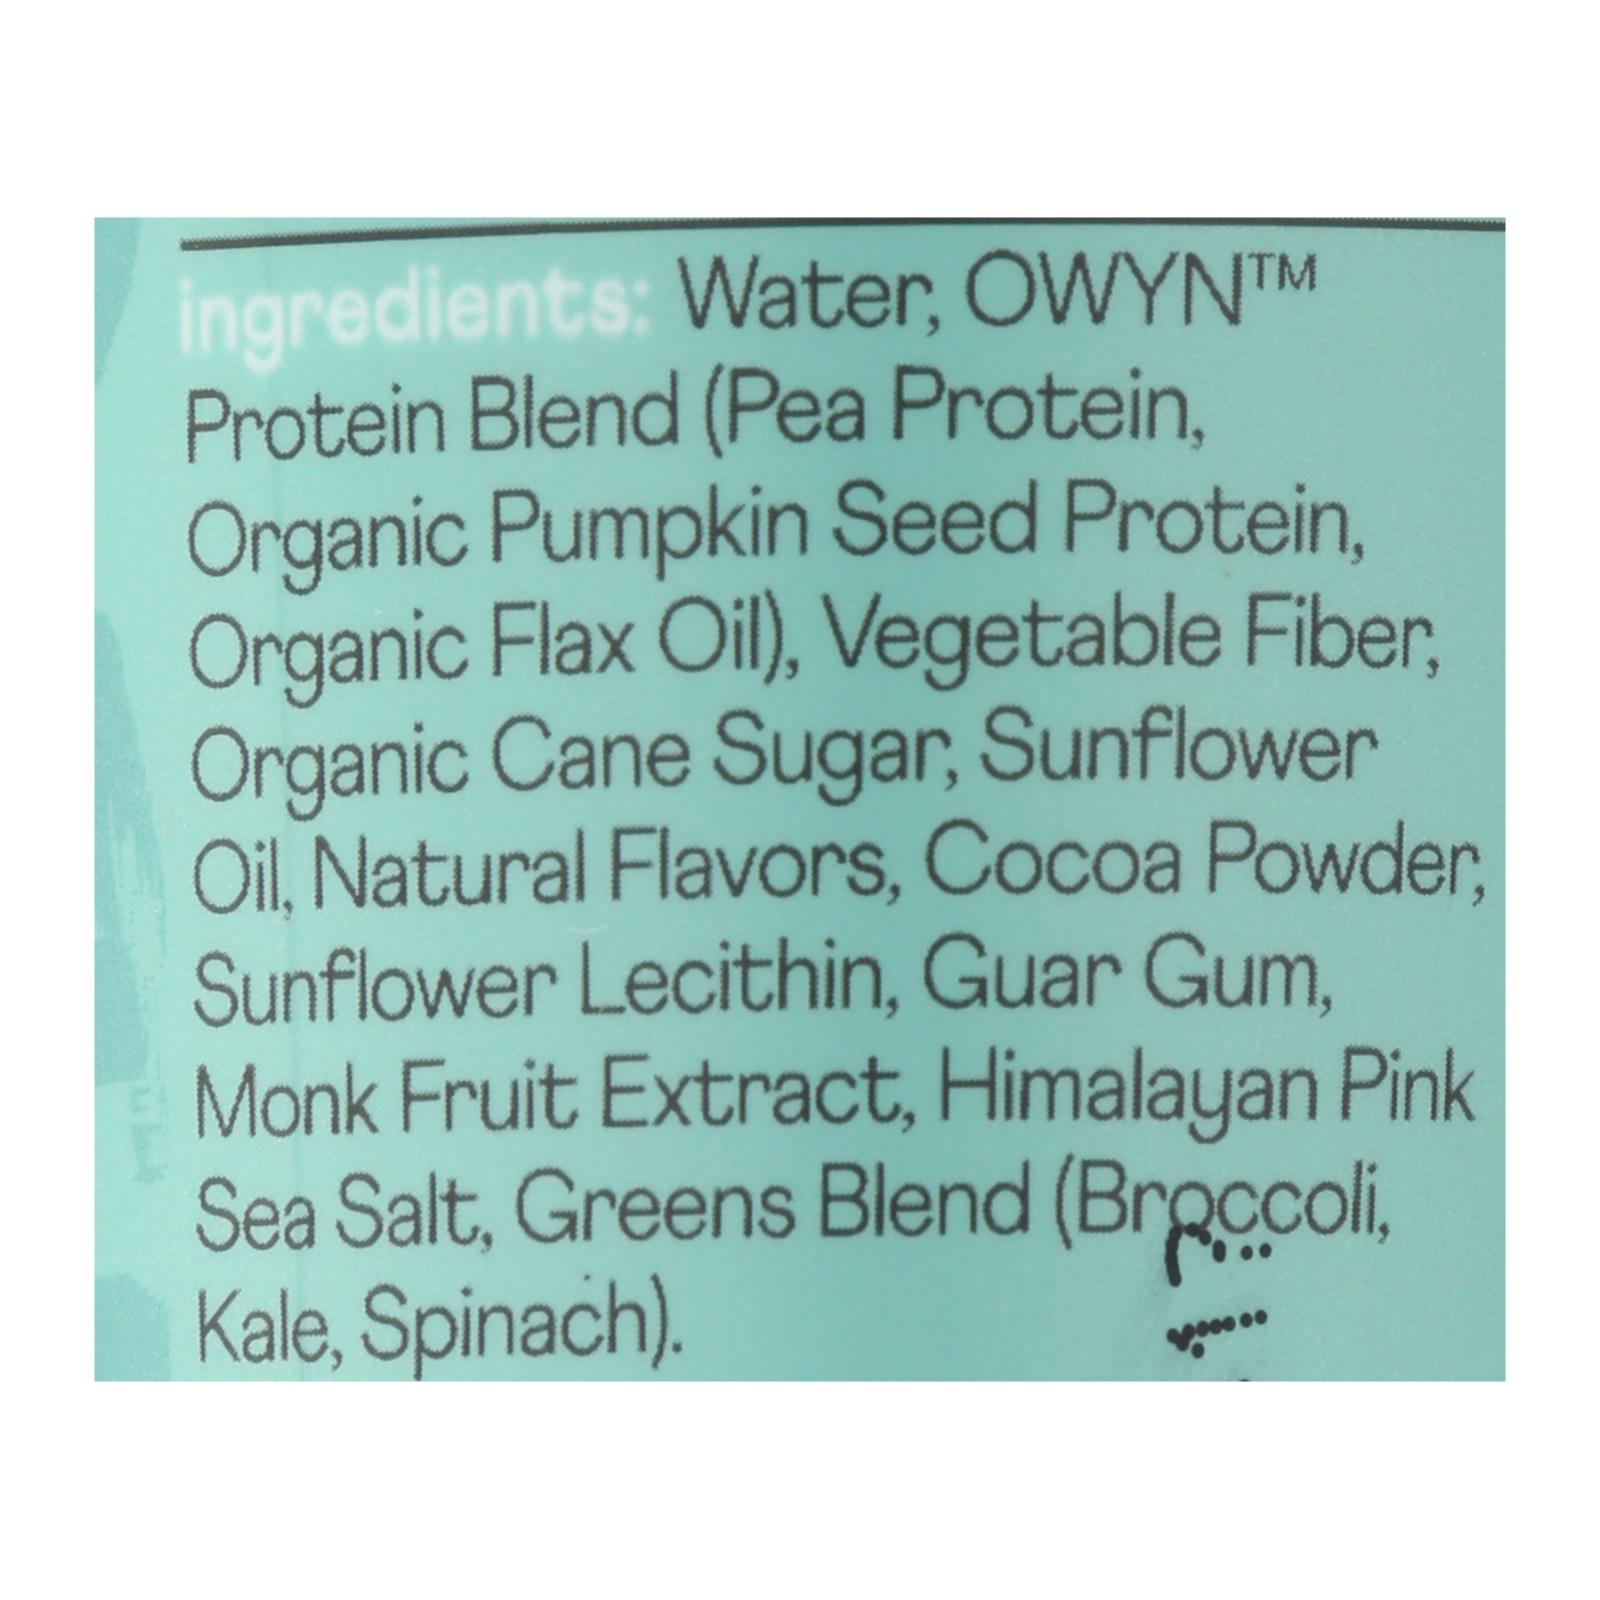 ingredients: Water, OWYN™
Protein Blend (Pea Protein,
Organic Pumpkin Seed Protein,
Organic Flax Oil), Vegetable Fiber,
Organic Cane Sugar, Sunflower
Oil, Natural Flavors, Cocoa Powder,
Sunflower Lecithin, Guar Gum,
Monk Fruit Extract, Himalayan Pink
Sea Salt, Greens Blend (Broccoli,
Kale, Spinach).